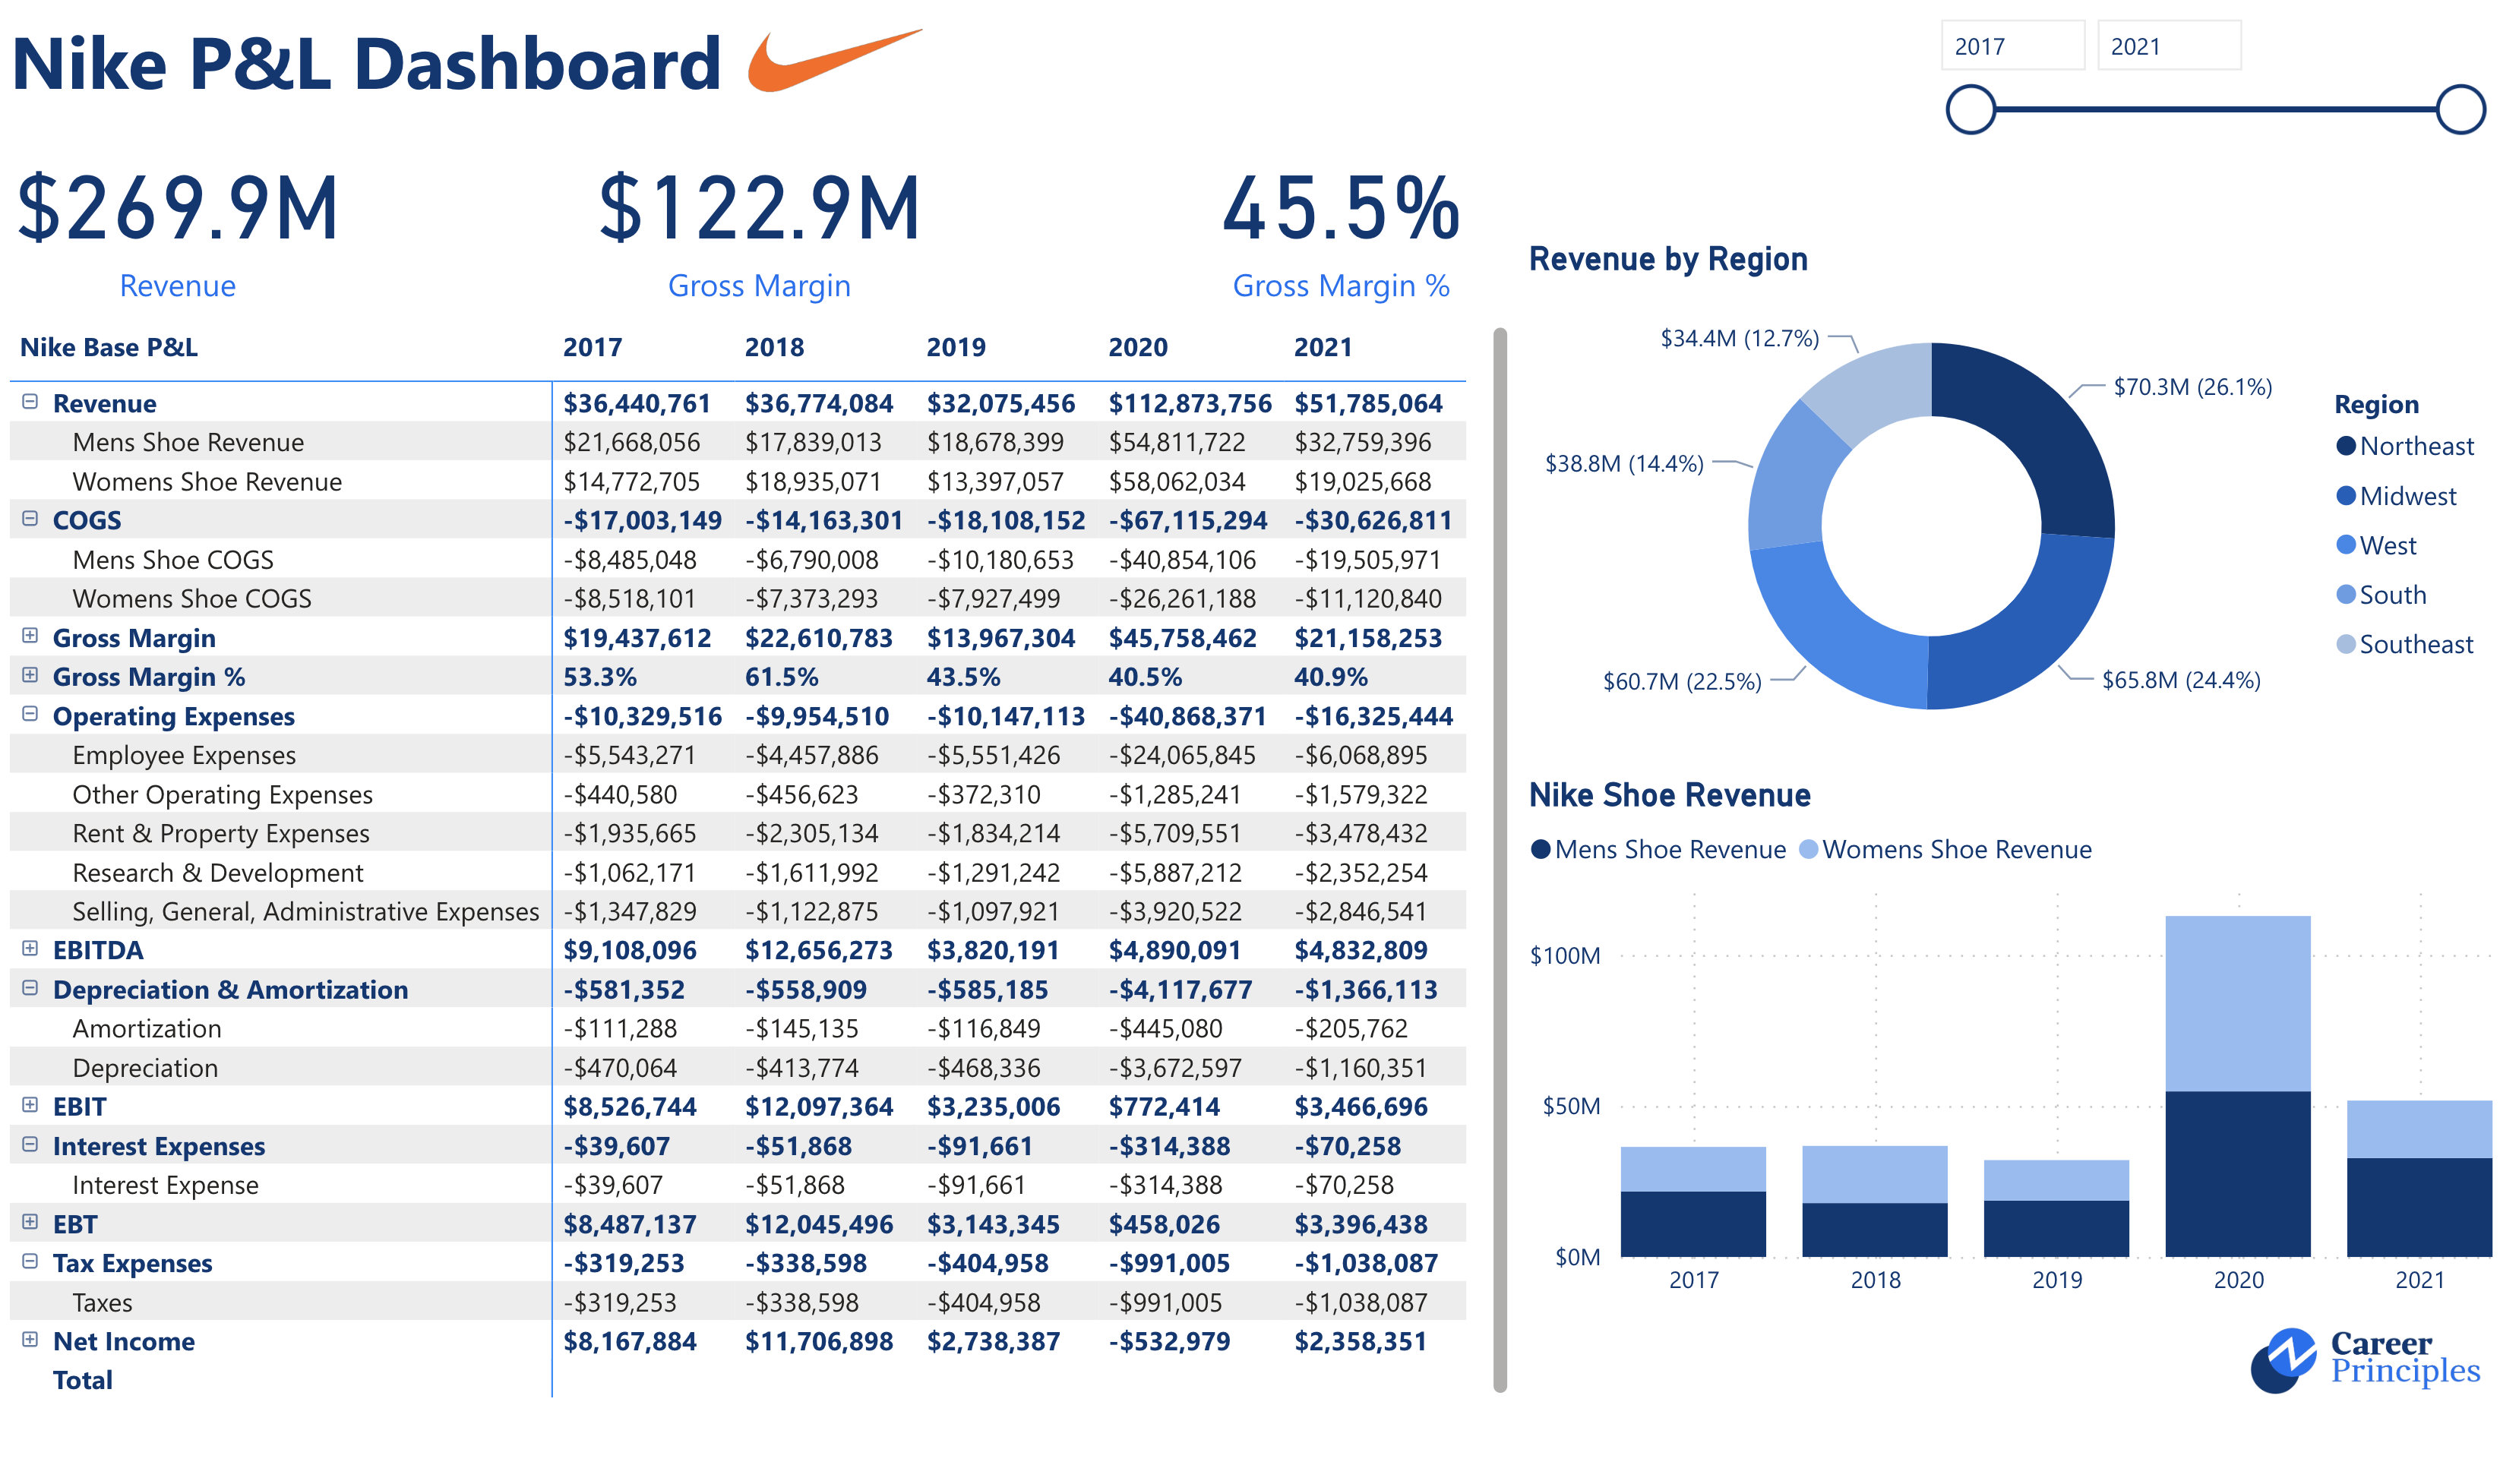 Nike P&L Dashboard
2017 2021
$269.9M $122.9M 45.5%
Revenue Gross Margin Gross Margin %
Nike Base P&L 2017 2018 2019 2020 2021
Revenue $36,440,761 $36,774,084 $32,075,456 $112,873,756 $51,785,064
Mens Shoe Revenue $21,668,056 $17,839,013 $18,678,399 $54,811,722 $32,759,396
Womens Shoe Revenue $14,772,705 $18,935,071 $13,397,057 $58,062,034 $19,025,668
COGS -$17,003,149 -$14,163,301 -$18,108,152 -$67,115,294 -$30,626,811
Mens Shoe COGS -$8,485,048 -$6,790,008 -$10,180,653 -$40,854,106 -$19,505,971
Womens Shoe COGS -$8,518,101 -$7,373,293 -$7,927,499 -$26,261,188 -$11,120,840
Gross Margin $19,437,612 $22,610,783 $13,967,304 $45,758,462 $21,158,253
Gross Margin % 53.3% 61.5% 43.5% 40.5% 40.9%
Operating Expenses -$10,329,516 -$9,954,510 -$10,147,113 -$40,868,371 -$16,325,444
Employee Expenses -$5,543,271 -$4,457,886 -$5,551,426 -$24,065,845 -$6,068,895
Other Operating Expenses -$440,580 -$456,623 -$372,310 -$1,285,241 -$1,579,322
Rent & Property Expenses -$1,935,665 -$2,305,134 -$1,834,214 -$5,709,551 -$3,478,432
Research & Development -$1,062,171 -$1,611,992 -$1,291,242 -$5,887,212 -$2,352,254
Selling, General, Administrative Expenses -$1,347,829 -$1,122,875 -$1,097,921 -$3,920,522 -$2,846,541
EBITDA $9,108,096 $12,656,273 $3,820,191 $4,890,091 $4,832,809
Depreciation & Amortization -$581,352 -$558,909 -$585,185 -$4,117,677 -$1,366,113
Amortization -$111,288 -$145,135 -$116,849 -$445,080 -$205,762
Depreciation -$470,064 -$413,774 -$468,336 -$3,672,597 -$1,160,351
EBIT $8,526,744 $12,097,364 $3,235,006 $772,414 $3,466,696
Interest Expenses -$39,607 -$51,868 -$91,661 -$314,388 -$70,258
Interest Expense -$39,607 -$51,868 -$91,661 -$314,388 -$70,258
EBT $8,487,137 $12,045,496 $3,143,345 $458,026 $3,396,438
Tax Expenses -$319,253 -$338,598 -$404,958 -$991,005 -$1,038,087
Taxes -$319,253 -$338,598 -$404,958 -$991,005 -$1,038,087
Net Income $8,167,884 $11,706,898 $2,738,387 -$532,979 $2,358,351
Total
Revenue by Region
$34.4M (12.7%)
$70.3M (26.1%)
$38.8M (14.4%)
$60.7M (22.5%)
$65.8M (24.4%)
Region
Northeast
Midwest
West
South
Southeast
Nike Shoe Revenue
Mens Shoe Revenue Womens Shoe Revenue
$100M
$50M
$0M
2017 2018 2019 2020 2021
Career
Principles